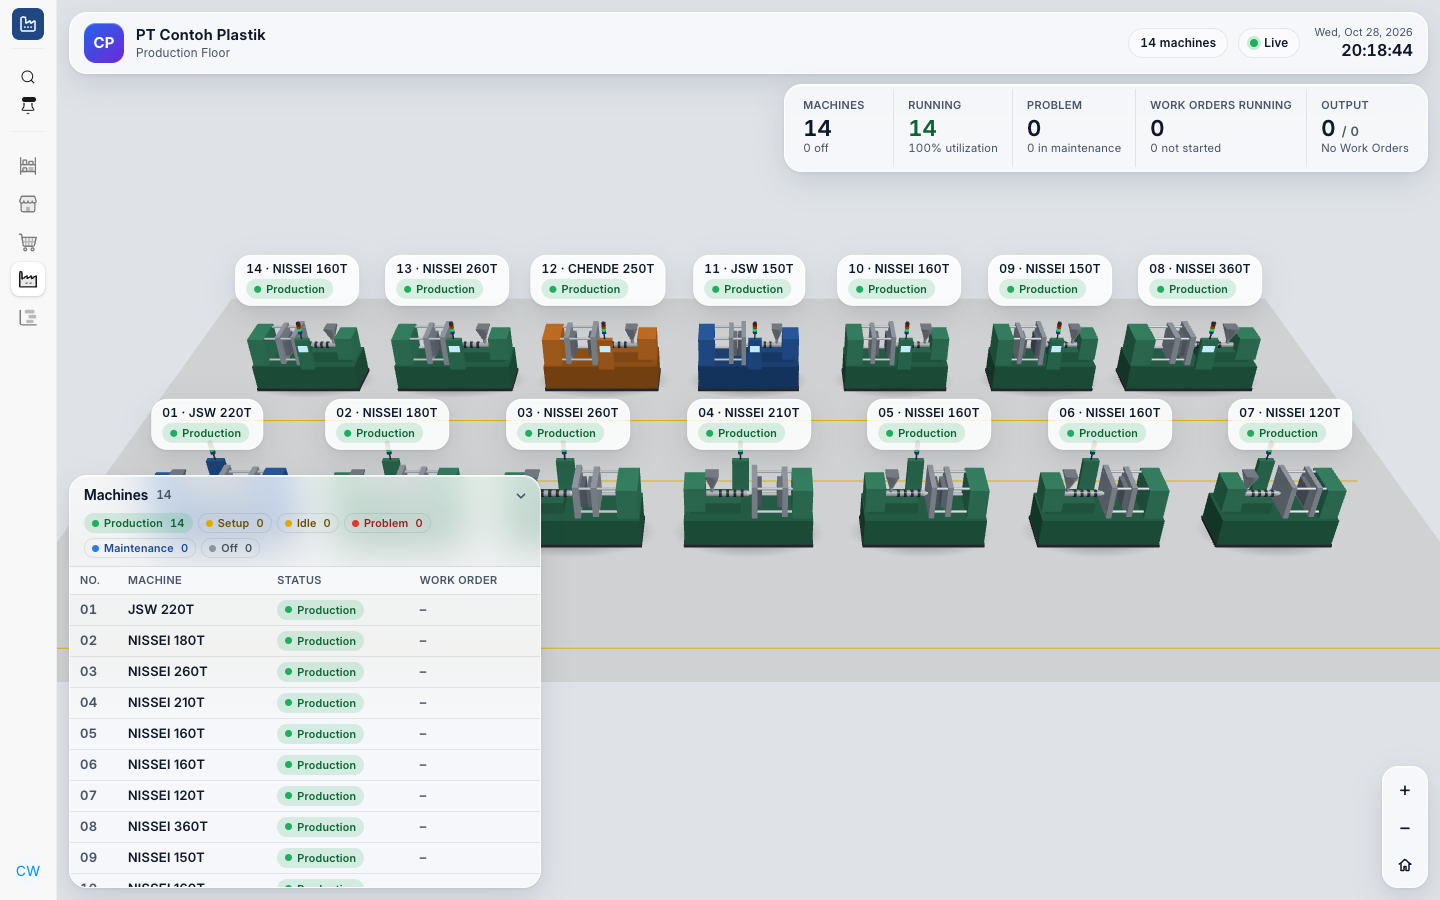 CP
PT Contoh Plastik
Production Floor
14 machines
Live
Wed, Oct 28, 2026
20:18:44
MACHINES
14
0 off
RUNNING
14
100% utilization
PROBLEM
0
0 in maintenance
WORK ORDERS RUNNING
0
0 not started
OUTPUT
0 / 0
No Work Orders
14 · NISSEI 160T
Production
13 · NISSEI 260T
Production
12 · CHENDE 250T
Production
11 · JSW 150T
Production
10 · NISSEI 160T
Production
09 · NISSEI 150T
Production
08 · NISSEI 360T
Production
01 · JSW 220T
Production
02 · NISSEI 180T
Production
03 · NISSEI 260T
Production
04 · NISSEI 210T
Production
05 · NISSEI 160T
Production
06 · NISSEI 160T
Production
07 · NISSEI 120T
Production
Machines 14
Production 14 Setup 0 Idle 0 Problem 0
Maintenance 0 Off 0
NO. MACHINE STATUS WORK ORDER
01 JSW 220T Production –
02 NISSEI 180T Production –
03 NISSEI 260T Production –
04 NISSEI 210T Production –
05 NISSEI 160T Production –
06 NISSEI 160T Production –
07 NISSEI 120T Production –
08 NISSEI 360T Production –
09 NISSEI 150T Production –
10 NISSEI 160T Production
CW